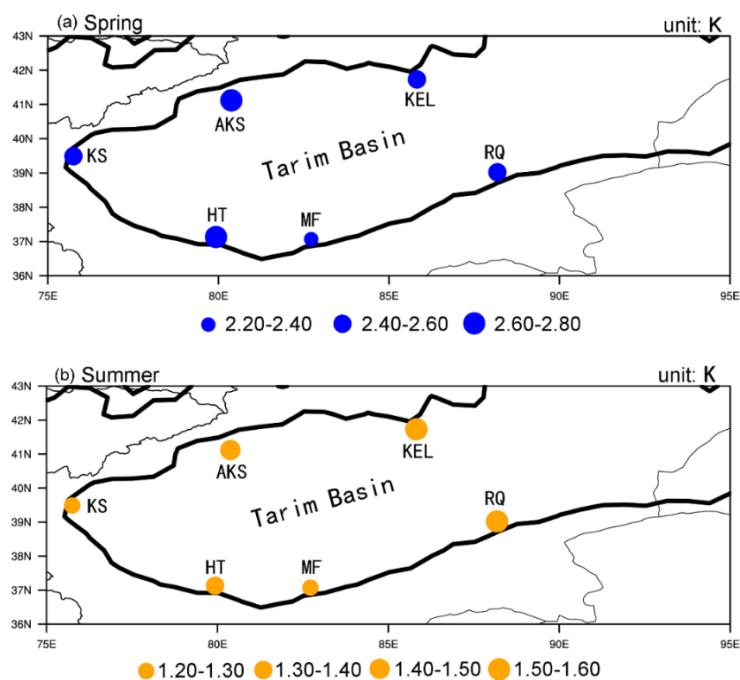 (a) Spring unit: K
43N
42N
41N
40N
39N
38N
37N
36N
KEL
AKS
Tarim Basin
KS
RQ
HT
MF
75E 80E 85E 90E 95E
2.20-2.40 2.40-2.60 2.60-2.80
(b) Summer unit: K
43N
42N
41N
40N
39N
38N
37N
36N
KEL
AKS
Tarim Basin
KS
RQ
HT
MF
75E 80E 85E 90E 95E
1.20-1.30 1.30-1.40 1.40-1.50 1.50-1.60